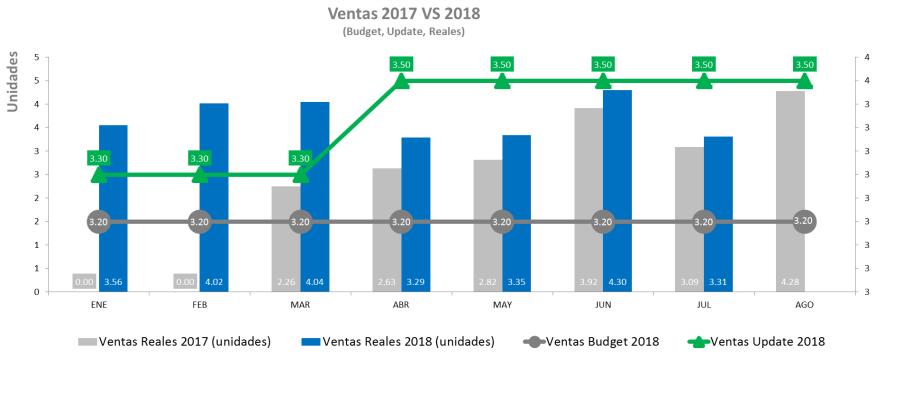 Ventas 2017 VS 2018
(Budget, Update, Reales)
Unidades
5 4
3.50 3.50 3.50 3.50 3.50
5 4
4 3
4 3
3.30 3.30 3.30
3 3
3 3
2 3
3.20 3.20 3.20 3.20 3.20 3.20 3.20 3.20
2 3
1 3
1 3
0.00 3.56 0.00 4.02 2.26 4.04 2.63 3.29 2.82 3.35 3.92 4.30 3.09 3.31 4.28
0 3
ENE FEB MAR ABR MAY JUN JUL AGO
Ventas Reales 2017 (unidades) Ventas Reales 2018 (unidades) Ventas Budget 2018 Ventas Update 2018